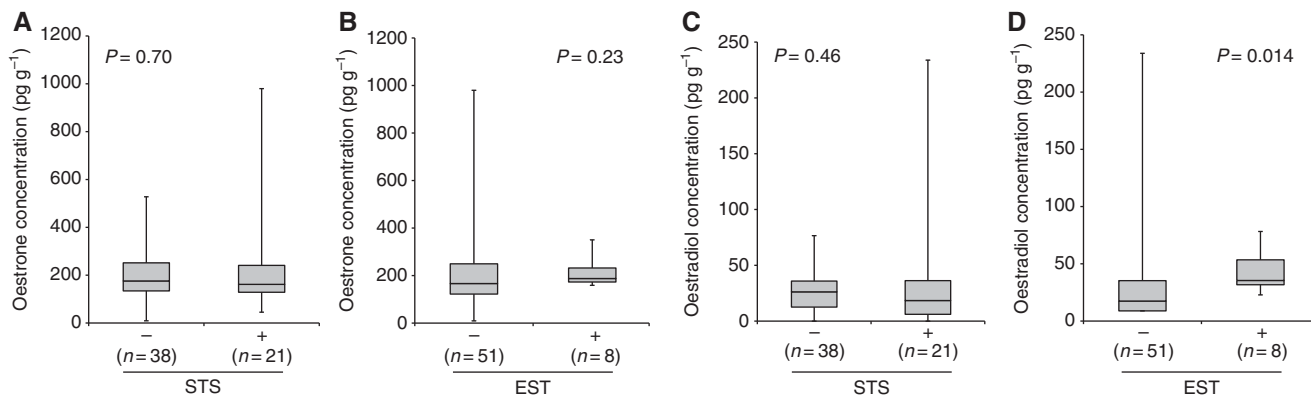 A
Oestrone concentration (pg g⁻¹)
1200
1000
800
600
400
200
0
P = 0.70
– +
(n = 38) (n = 21)
STS
B
Oestrone concentration (pg g⁻¹)
1200
1000
800
600
400
200
0
P = 0.23
– +
(n = 51) (n = 8)
EST
C
Oestradiol concentration (pg g⁻¹)
250
200
150
100
50
0
P = 0.46
– +
(n = 38) (n = 21)
STS
D
Oestradiol concentration (pg g⁻¹)
250
200
150
100
50
0
P = 0.014
– +
(n = 51) (n = 8)
EST